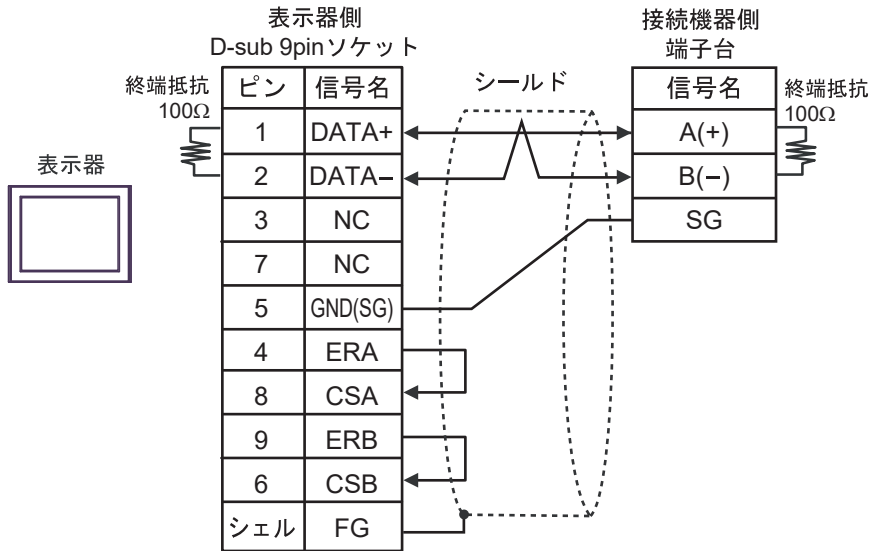 表示器側
D-sub 9pinソケット
接続機器側
端子台
終端抵抗
100Ω
ピン 信号名
1 DATA+
2 DATA−
3 NC
7 NC
5 GND(SG)
4 ERA
8 CSA
9 ERB
6 CSB
シェル FG
シールド
信号名
A(+)
B(−)
SG
終端抵抗
100Ω
表示器